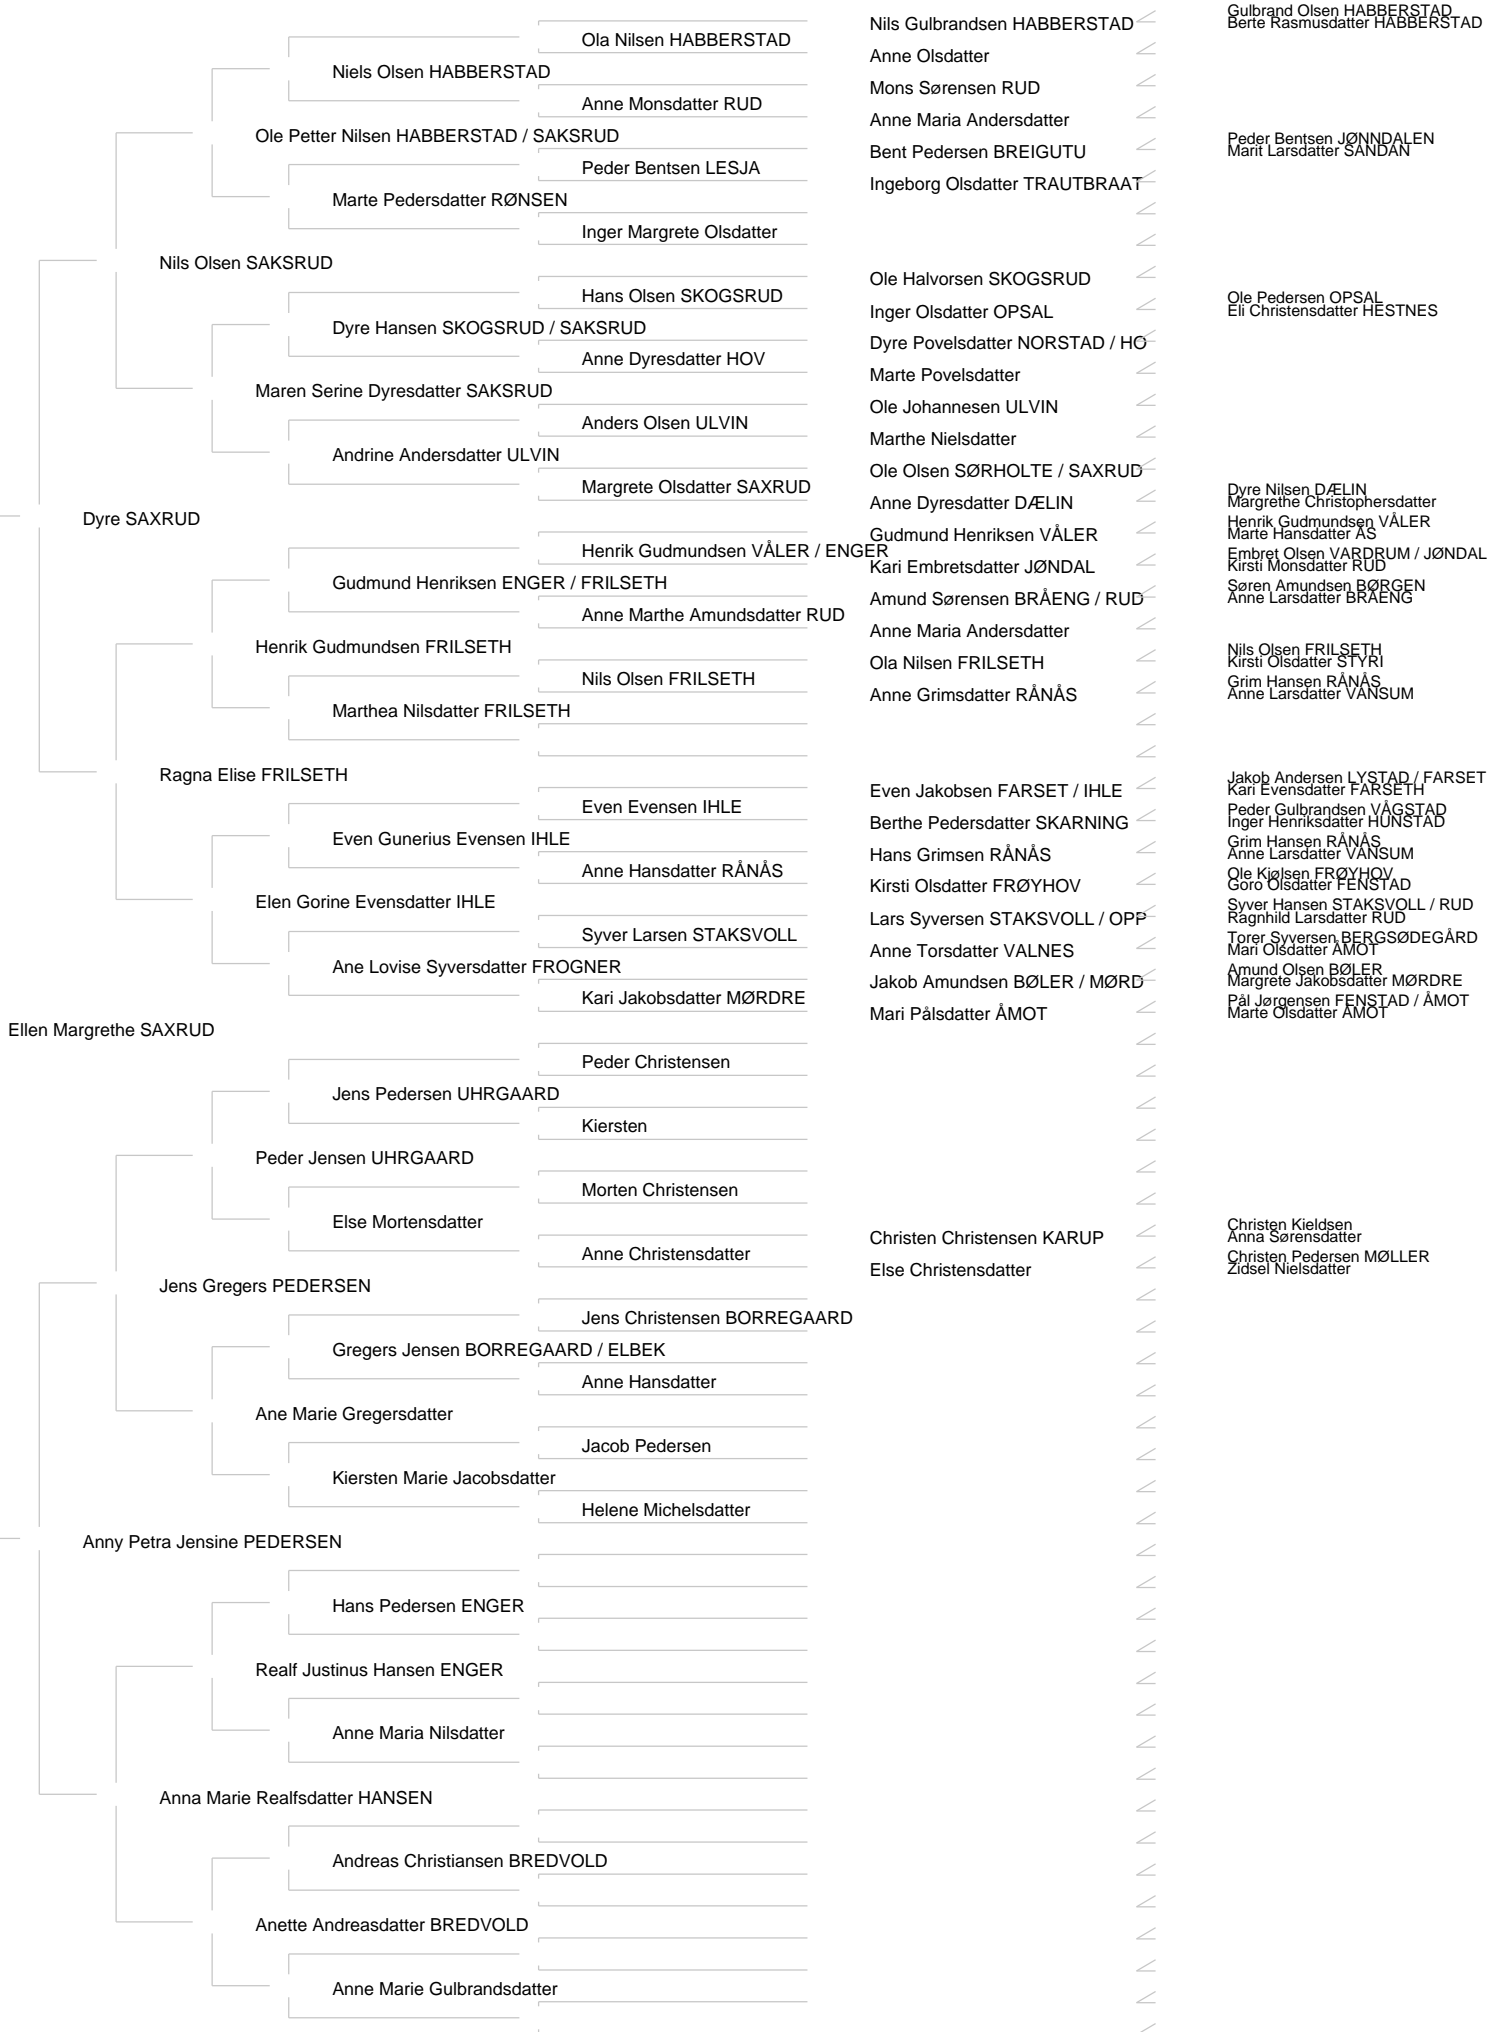 Gulbrand Olsen HABBERSTAD
Nils Gulbrandsen HABBERSTAD
Berte Rasmusdatter HABBERSTAD
Ola Nilsen HABBERSTAD
Anne Olsdatter
Niels Olsen HABBERSTAD
Mons Sørensen RUD
Anne Monsdatter RUD
Anne Maria Andersdatter
Ole Petter Nilsen HABBERSTAD / SAKSRUD
Peder Bentsen JØNNDALEN
Bent Pedersen BREIGUTU
Marit Larsdatter SANDAN
Peder Bentsen LESJA
Ingeborg Olsdatter TRAUTBRAAT
Marte Pedersdatter RØNSEN
Inger Margrete Olsdatter
Nils Olsen SAKSRUD
Ole Halvorsen SKOGSRUD
Hans Olsen SKOGSRUD
Ole Pedersen OPSAL
Inger Olsdatter OPSAL
Eli Christensdatter HESTNES
Dyre Hansen SKOGSRUD / SAKSRUD
Dyre Povelsdatter NORSTAD / HO
Anne Dyresdatter HOV
Marte Povelsdatter
Maren Serine Dyresdatter SAKSRUD
Ole Johannesen ULVIN
Anders Olsen ULVIN
Marthe Nielsdatter
Andrine Andersdatter ULVIN
Ole Olsen SØRHOLTE / SAXRUD
Margrete Olsdatter SAXRUD
Dyre Nilsen DÆLIN
Anne Dyresdatter DÆLIN
Margrethe Christophersdatter
Dyre SAXRUD
Henrik Gudmundsen VÅLER
Gudmund Henriksen VÅLER
Marte Hansdatter ÅS
Henrik Gudmundsen VÅLER / ENGER
Embret Olsen VARDRUM / JØNDAL
Kari Embretsdatter JØNDAL
Kirsti Monsdatter RUD
Gudmund Henriksen ENGER / FRILSETH
Søren Amundsen BØRGEN
Amund Sørensen BRÅENG / RUD
Anne Larsdatter BRÅENG
Anne Marthe Amundsdatter RUD
Anne Maria Andersdatter
Henrik Gudmundsen FRILSETH
Nils Olsen FRILSETH
Ola Nilsen FRILSETH
Kirsti Olsdatter STYRI
Nils Olsen FRILSETH
Grim Hansen RÅNÅS
Anne Grimsdatter RÅNÅS
Anne Larsdatter VANSUM
Marthea Nilsdatter FRILSETH
Ragna Elise FRILSETH
Jakob Andersen LYSTAD / FARSET
Even Jakobsen FARSET / IHLE
Kari Evensdatter FARSETH
Even Evensen IHLE
Peder Gulbrandsen VÅGSTAD
Berthe Pedersdatter SKARNING
Inger Henriksdatter HUNSTAD
Even Gunerius Evensen IHLE
Grim Hansen RÅNÅS
Hans Grimsen RÅNÅS
Anne Larsdatter VANSUM
Anne Hansdatter RÅNÅS
Ole Kjølsen FRØYHOV
Kirsti Olsdatter FRØYHOV
Goro Olsdatter FENSTAD
Elen Gorine Evensdatter IHLE
Syver Hansen STAKSVOLL / RUD
Lars Syversen STAKSVOLL / OPP
Ragnhild Larsdatter RUD
Syver Larsen STAKSVOLL
Torer Syversen BERGSØDEGÅRD
Anne Torsdatter VALNES
Mari Olsdatter ÅMOT
Ane Lovise Syversdatter FROGNER
Amund Olsen BØLER
Jakob Amundsen BØLER / MØRD
Margrete Jakobsdatter MØRDRE
Kari Jakobsdatter MØRDRE
Pål Jørgensen FENSTAD / ÅMOT
Mari Pålsdatter ÅMOT
Marte Olsdatter ÅMOT
Ellen Margrethe SAXRUD
Peder Christensen
Jens Pedersen UHRGAARD
Kiersten
Peder Jensen UHRGAARD
Morten Christensen
Else Mortensdatter
Christen Kieldsen
Christen Christensen KARUP
Anna Sørensdatter
Anne Christensdatter
Christen Pedersen MØLLER
Else Christensdatter
Zidsel Nielsdatter
Jens Gregers PEDERSEN
Jens Christensen BORREGAARD
Gregers Jensen BORREGAARD / ELBEK
Anne Hansdatter
Ane Marie Gregersdatter
Jacob Pedersen
Kiersten Marie Jacobsdatter
Helene Michelsdatter
Anny Petra Jensine PEDERSEN
Hans Pedersen ENGER
Realf Justinus Hansen ENGER
Anne Maria Nilsdatter
Anna Marie Realfsdatter HANSEN
Andreas Christiansen BREDVOLD
Anette Andreasdatter BREDVOLD
Anne Marie Gulbrandsdatter